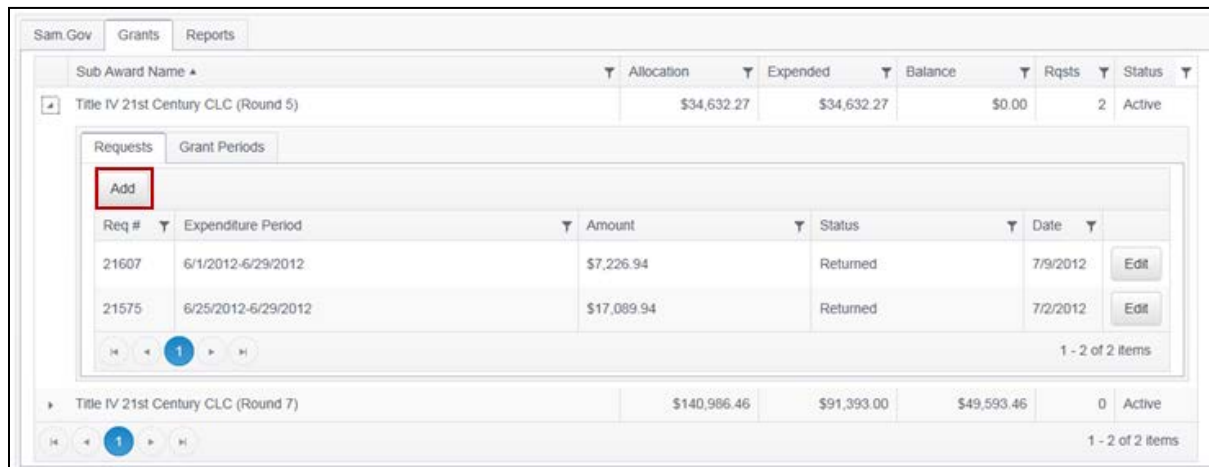 Sam.Gov Grants Reports
Sub Award Name Allocation Expended Balance Rqsts Status
Title IV 21st Century CLC (Round 5) $34,632.27 $34,632.27 $0.00 2 Active
Requests Grant Periods
Add
Req # Expenditure Period Amount Status Date
21607 6/1/2012-6/29/2012 $7,226.94 Returned 7/9/2012 Edit
21575 6/25/2012-6/29/2012 $17,089.94 Returned 7/2/2012 Edit
1 1 - 2 of 2 items
Title IV 21st Century CLC (Round 7) $140,986.46 $91,393.00 $49,593.46 0 Active
1 1 - 2 of 2 items